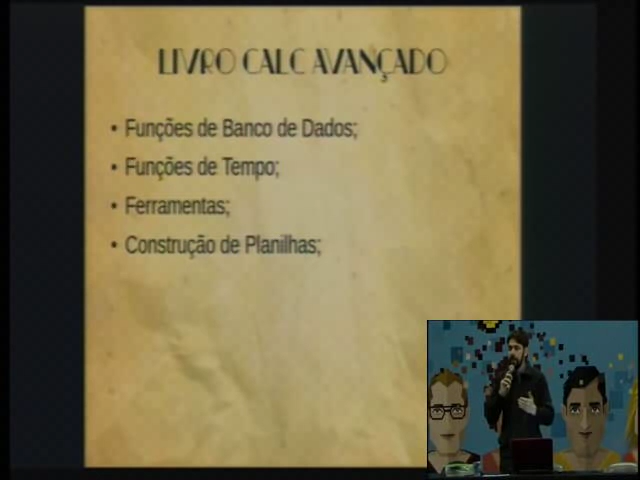 LIVRO CALC AVANÇADO
• Funções de Banco de Dados;
• Funções de Tempo;
• Ferramentas;
• Construção de Planilhas;